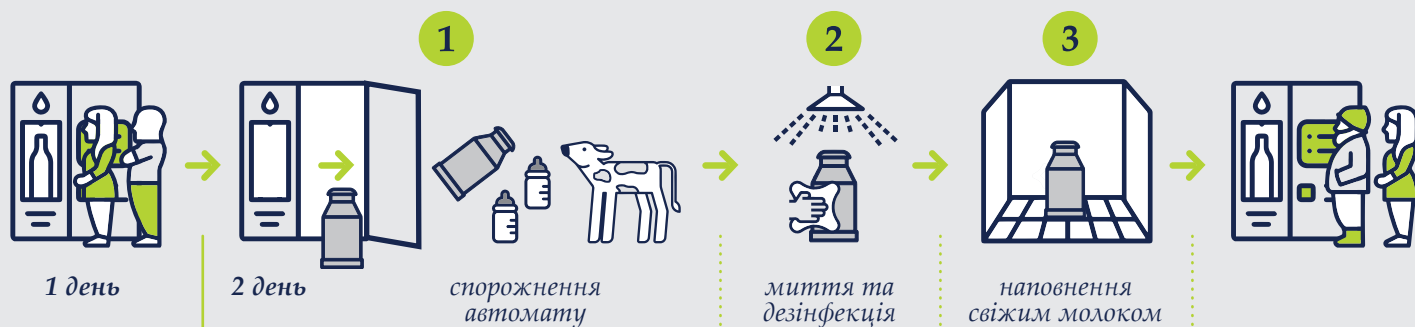 1
2
3
1 день
2 день
спорожнення
автомату
миття та
дезінфекція
наповнення
свіжим молоком